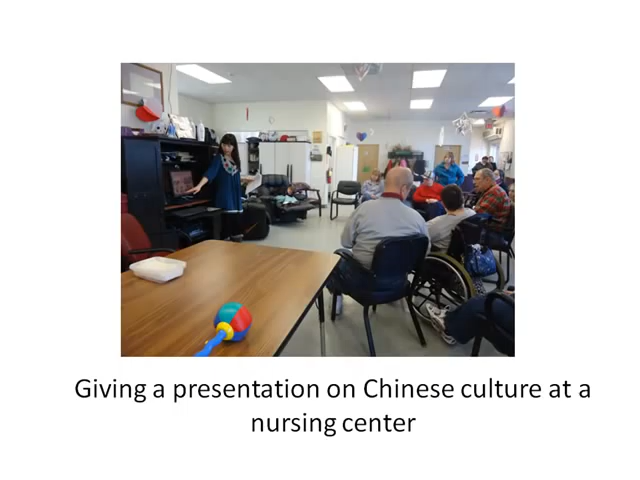 Giving a presentation on Chinese culture at a
nursing center